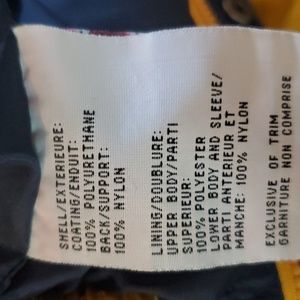 SHELL/EXTERIEURE:
COATING/ENDUIT:
100% POLYURETHANE
BACK/SUPPORT:
100% NYLON
LINING/DOUBLURE:
UPPER BODY/PARTI
SUPERIEUR:
100% POLYESTER
LOWER BODY AND SLEEVE/
PARTI ANTERIEUR ET
MANCHE: 100% NYLON
EXCLUSIVE OF TRIM
GARNITURE NON COMPRISE